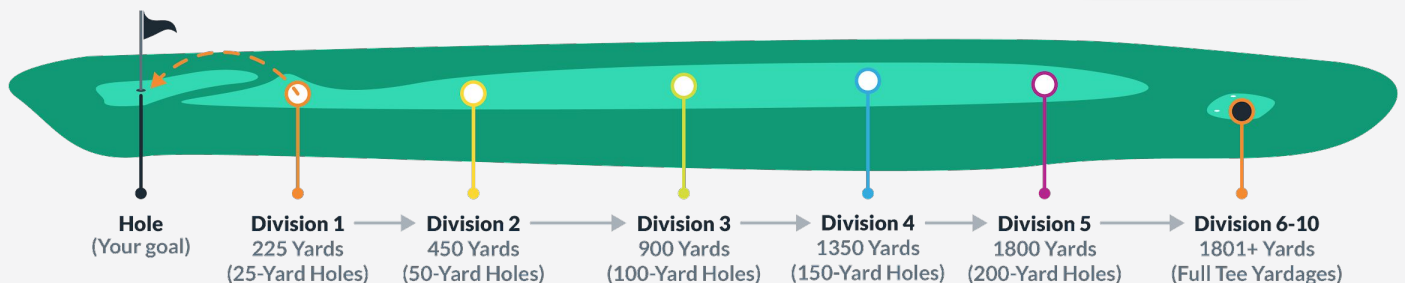 Hole
(Your goal)
Division 1
225 Yards
(25-Yard Holes)
Division 2
450 Yards
(50-Yard Holes)
Division 3
900 Yards
(100-Yard Holes)
Division 4
1350 Yards
(150-Yard Holes)
Division 5
1800 Yards
(200-Yard Holes)
Division 6-10
1801+ Yards
(Full Tee Yardages)